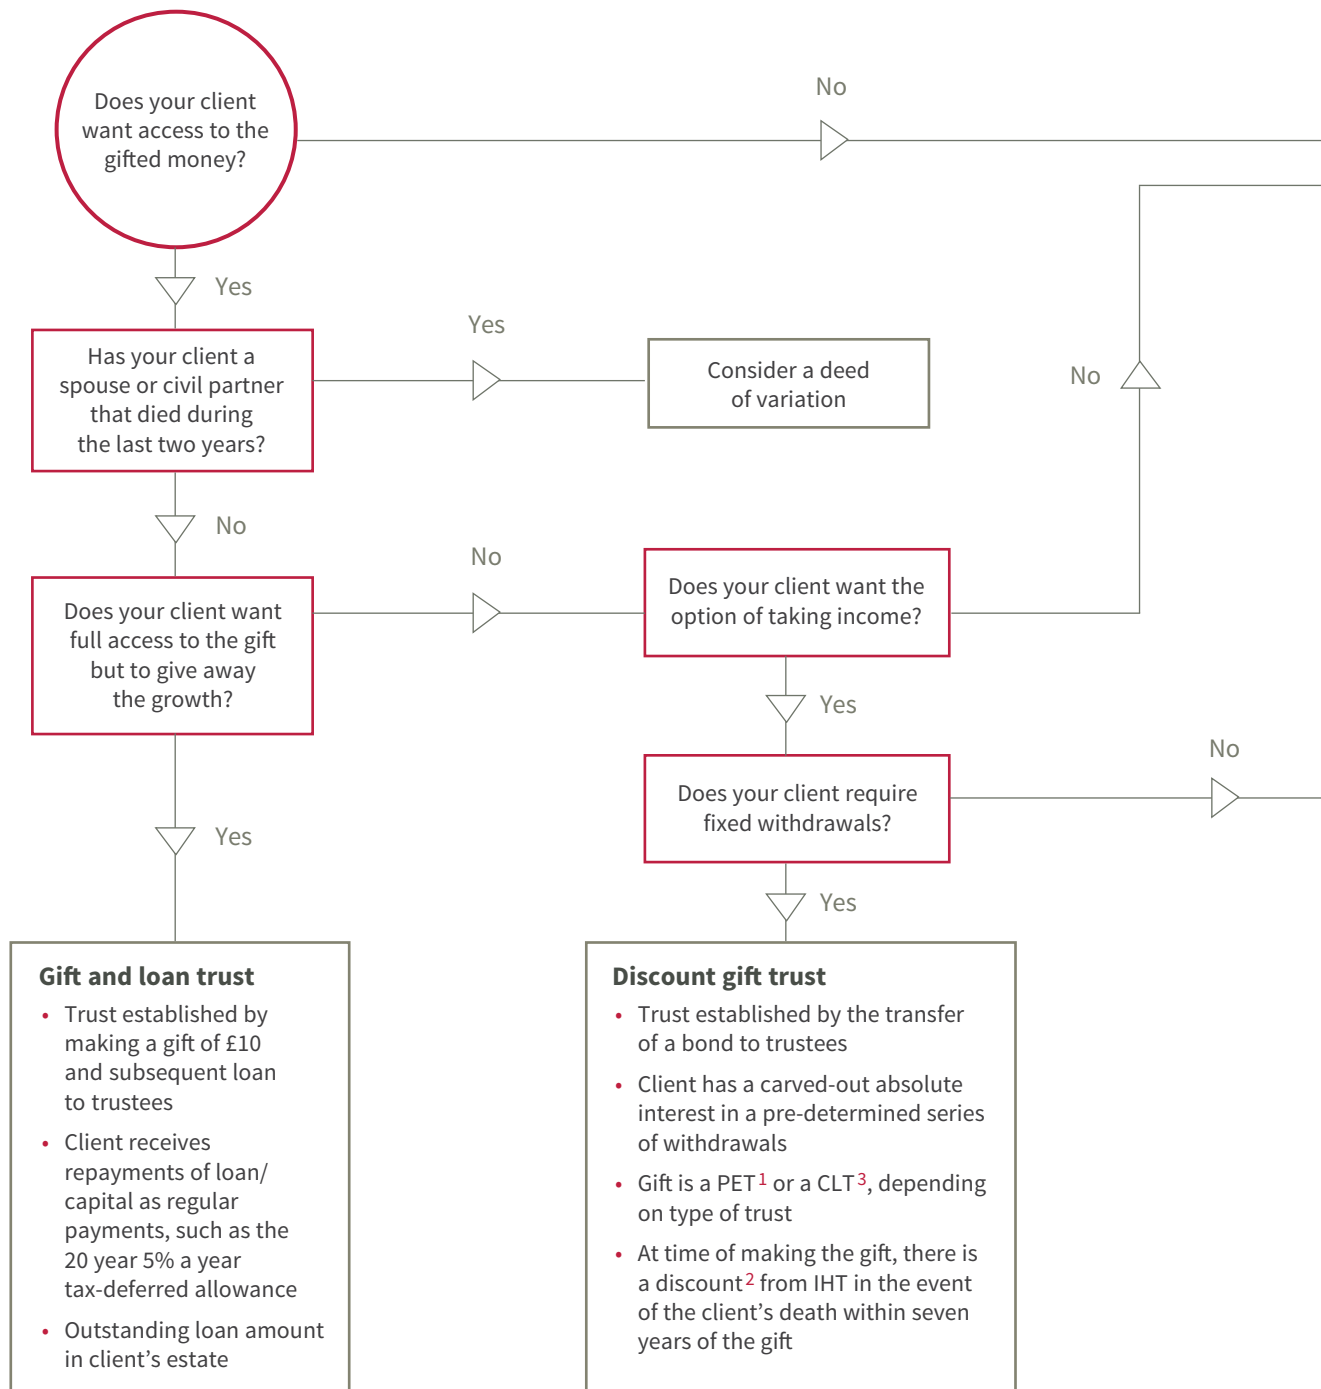 Does your client
want access to the
gifted money?
No
Yes
Has your client a
spouse or civil partner
that died during
the last two years?
Yes
Consider a deed
of variation
No
No
Does your client want
full access to the gift
but to give away
the growth?
No
Does your client want the
option of taking income?
Yes
Does your client require
fixed withdrawals?
No
Yes
Yes
Gift and loan trust
• Trust established by
making a gift of £10
and subsequent loan
to trustees
• Client receives
repayments of loan/
capital as regular
payments, such as the
20 year 5% a year
tax-deferred allowance
• Outstanding loan amount
in client’s estate
Discount gift trust
• Trust established by the transfer
of a bond to trustees
• Client has a carved-out absolute
interest in a pre-determined series
of withdrawals
• Gift is a PET1 or a CLT3, depending
on type of trust
• At time of making the gift, there is
a discount2 from IHT in the event
of the client’s death within seven
years of the gift